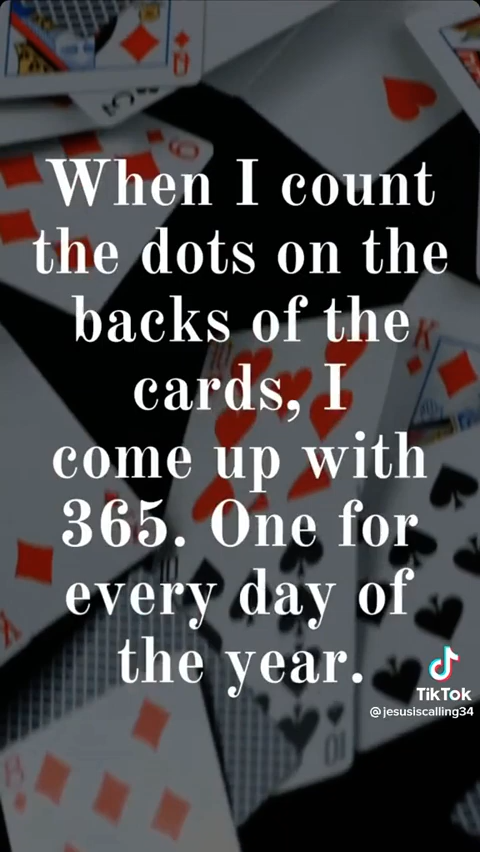 When I count
the dots on the
backs of the
cards, I
come up with
365. One for
every day of
the year.
TikTok
@jesusiscalling34